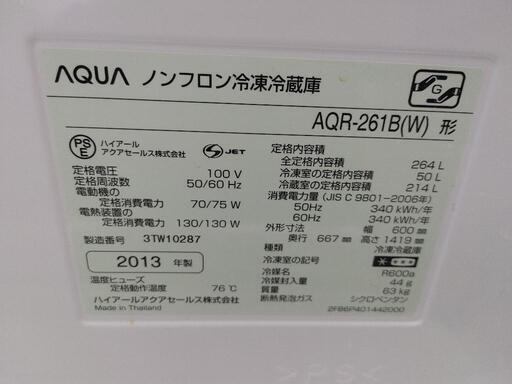 AQUA ノンフロン冷凍冷蔵庫
G
AQR-261B(W) 形
PS E ハイアール アクアセールス株式会社 S JET
定格電圧 100 V
定格周波数 50/60 Hz
電動機の
定格消費電力 70/75 W
電熱装置の
定格消費電力 130/130 W
製造番号 3TW10287
2013 年製
温度ヒューズ
定格動作温度 76℃
ハイアールアクアセールス株式会社
Made in Thailand
定格内容積
全定格内容積 264 L
冷凍室の定格内容積 50 L
冷蔵室の定格内容積 214 L
消費電力量 (JIS C 9801-2006年)
50Hz 340 kWh/年
60Hz 340 kWh/年
外形寸法 幅 600 mm
奥行 667 mm 高さ 1419 mm
種類 冷凍冷蔵庫
冷凍室の記号
冷媒名 R600a
冷媒封入量 44 g
質量 63 kg
断熱発泡ガス シクロペンタン
2FB6P401442000